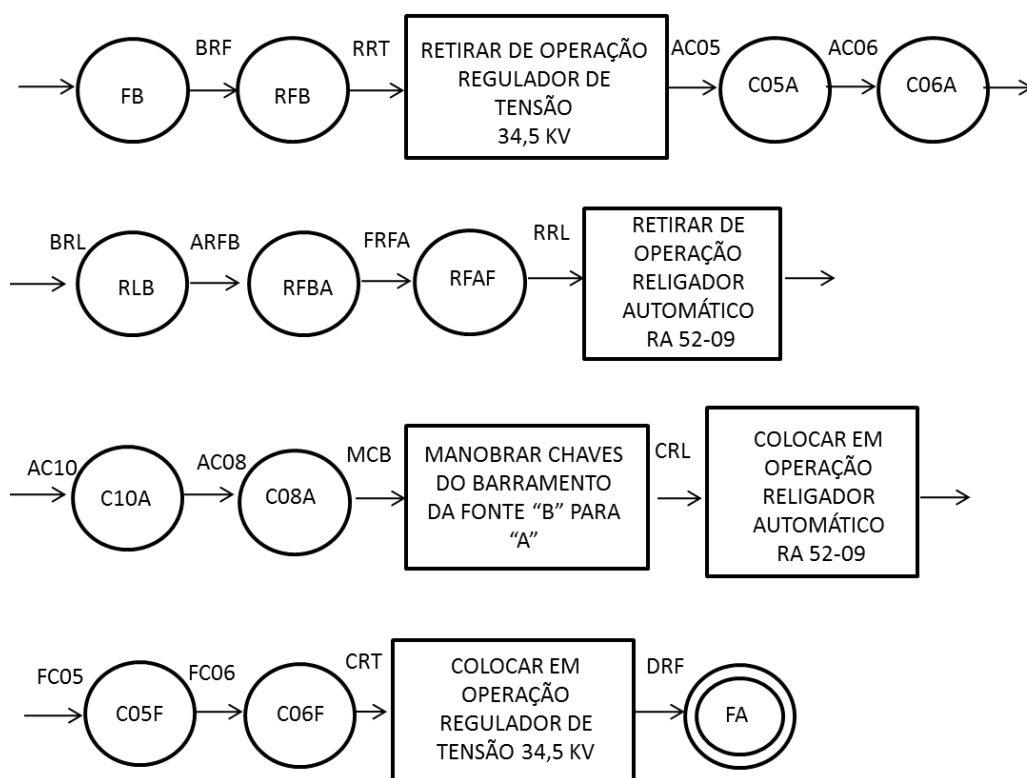 BRF
RRT
AC05
AC06
FB
RFB
RETIRAR DE OPERAÇÃO
REGULADOR DE
TENSÃO
34,5 KV
C05A
C06A
BRL
ARFB
FRFA
RRL
RLB
RFBA
RFAF
RETIRAR DE
OPERAÇÃO
RELIGADOR
AUTOMÁTICO
RA 52-09
AC10
AC08
MCB
CRL
C10A
C08A
MANOBRAR CHAVES
DO BARRAMENTO
DA FONTE “B” PARA
“A”
COLOCAR EM
OPERAÇÃO
RELIGADOR
AUTOMÁTICO
RA 52-09
FC05
FC06
CRT
DRF
C05F
C06F
COLOCAR EM
OPERAÇÃO
REGULADOR DE
TENSÃO 34,5 KV
FA